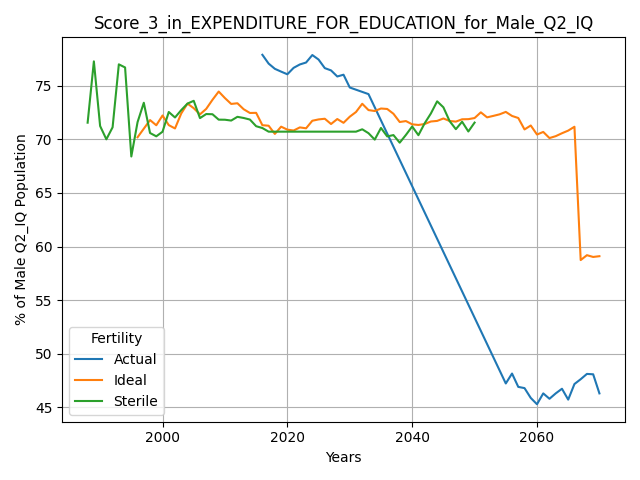 Score_3_in_EXPENDITURE_FOR_EDUCATION_for_Male_Q2_IQ
% of Male Q2_IQ Population
75
70
65
60
55
50
45
Fertility
Actual
Ideal
Sterile
2000
2020
2040
2060
Years